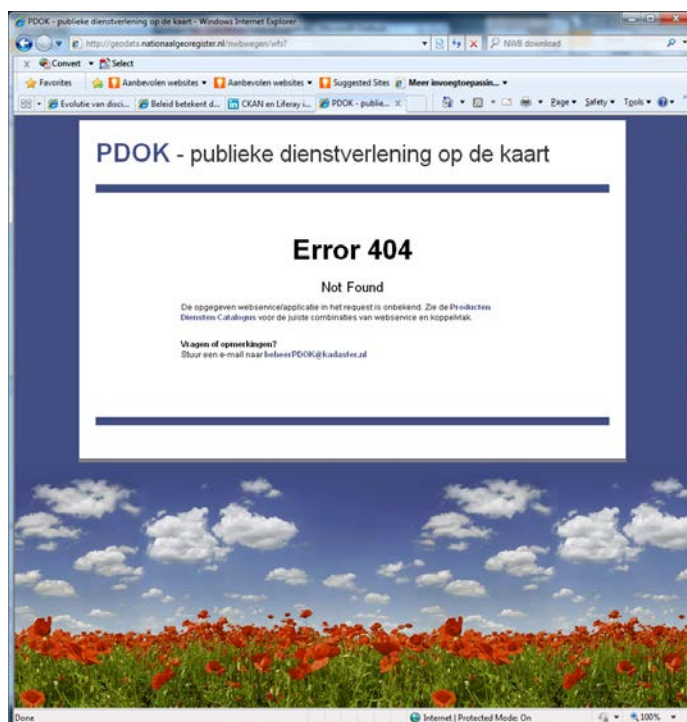 PDOK - publieke dienstverlening op de kaart - Windows Internet Explorer
http://geodata.nationaalgeoregister.nl/nwbwegen/wfs?
NWB download
x Convert Select
Favorites Aanbevolen websites Aanbevolen websites Suggested Sites Meer invoegtoepassin...
Evolutie van disci... Beleid betekent d... CKAN en Liferay i... PDOK - publie... x Page Safety Tools
PDOK - publieke dienstverlening op de kaart
Error 404
Not Found
De opgegeven webservice/applicatie in het request is onbekend. Zie de Producten
Diensten Catalogus voor de juiste combinaties van webservice en koppelvlak.
Vragen of opmerkingen?
Stuur een e-mail naar beheerPDOK@kadaster.nl
Done Internet | Protected Mode: On 100%